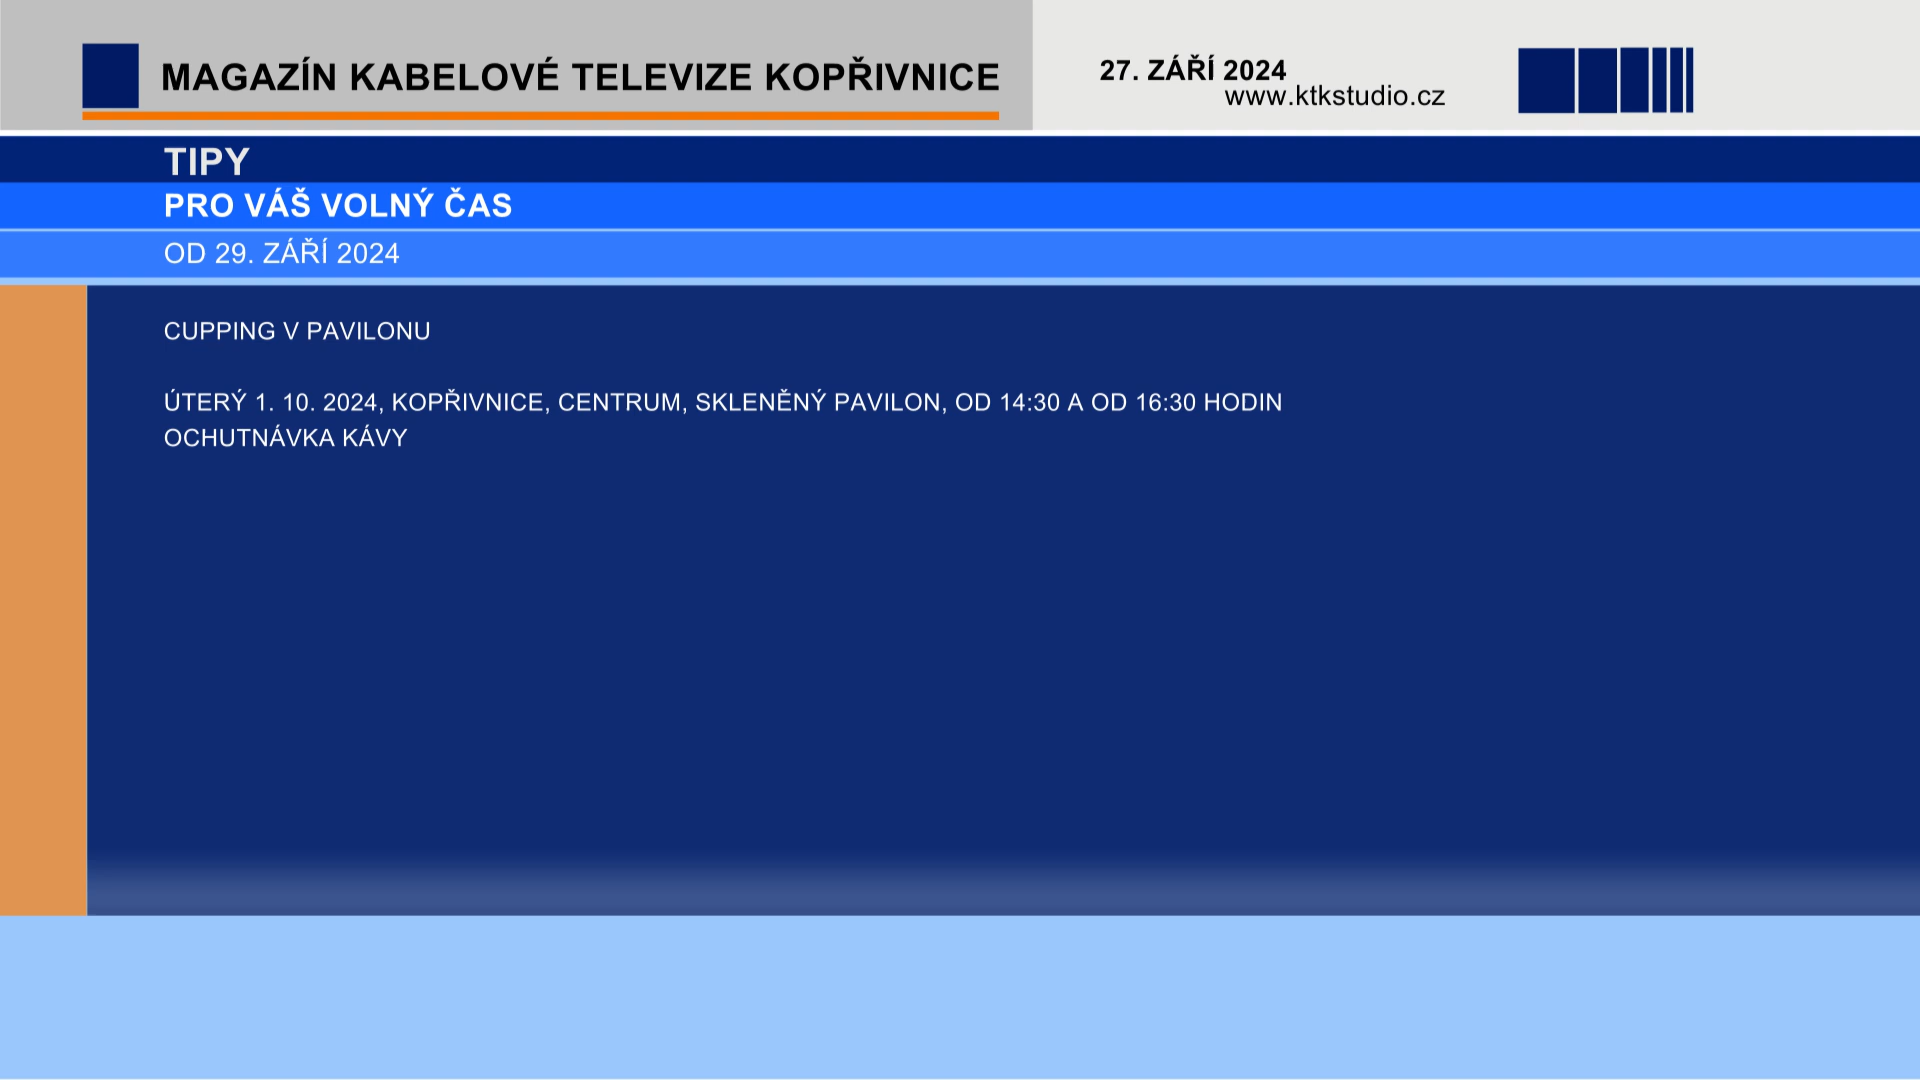 MAGAZÍN KABELOVÉ TELEVIZE KOPŘIVNICE
27. ZÁŘÍ 2024
www.ktkstudio.cz
TIPY
PRO VÁŠ VOLNÝ ČAS
OD 29. ZÁŘÍ 2024
CUPPING V PAVILONU
ÚTERÝ 1. 10. 2024, KOPŘIVNICE, CENTRUM, SKLENĚNÝ PAVILON, OD 14:30 A OD 16:30 HODIN
OCHUTNÁVKA KÁVY